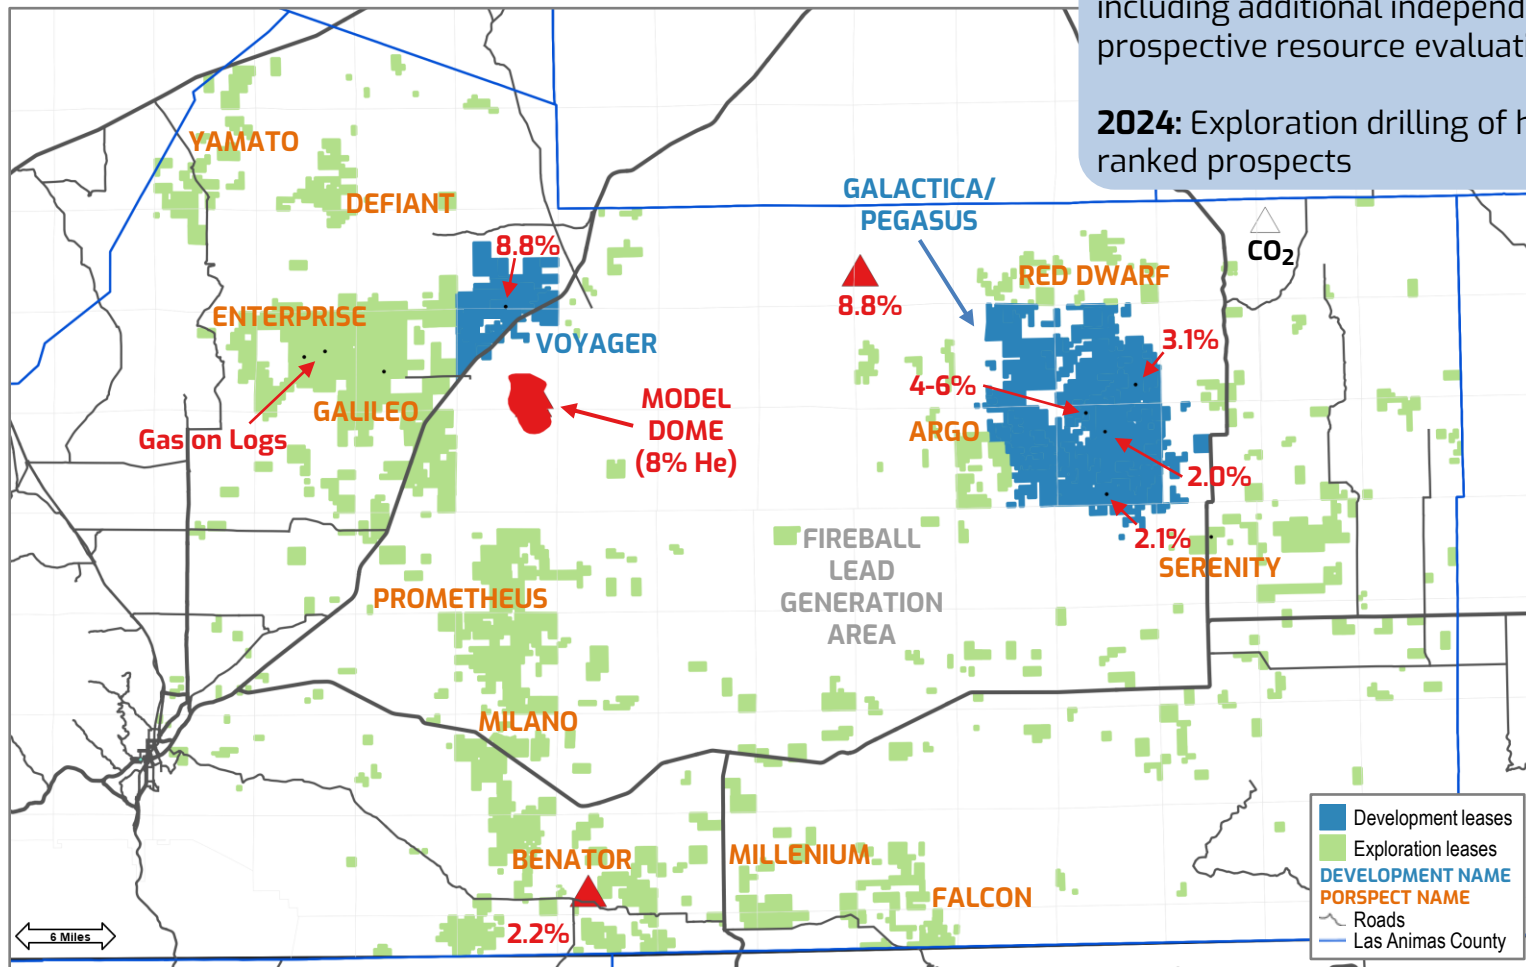 including additional independ
prospective resource evaluati
2024: Exploration drilling of h
ranked prospects
YAMATO
DEFIANT
GALACTICA/
PEGASUS
CO2
8.8%
RED DWARF
8.8%
ENTERPRISE
VOYAGER
3.1%
4-6%
MODEL
DOME
(8% He)
GALILEO
Gas on Logs
ARGO
2.0%
2.1%
FIREBALL
LEAD
GENERATION
AREA
SERENITY
PROMETHEUS
MILANO
BENATOR
MILLENIUM
FALCON
2.2%
6 Miles
Development leases
Exploration leases
DEVELOPMENT NAME
PORSPECT NAME
Roads
Las Animas County